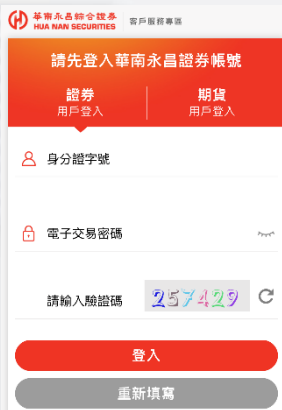 華南永昌綜合證券
HUA NAN SECURITIES
客戶服務專區
請先登入華南永昌證券帳號
證券
用戶登入
期貨
用戶登入
身分證字號
電子交易密碼
請輸入驗證碼
257429
登入
重新填寫